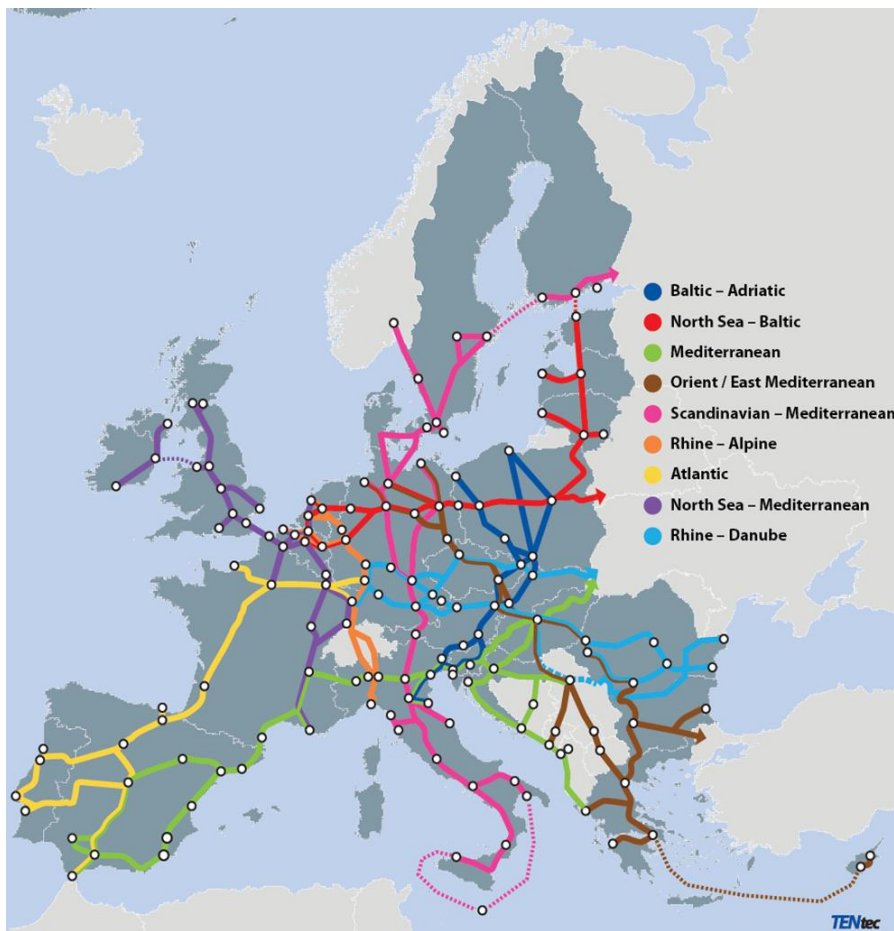 Baltic – Adriatic
North Sea – Baltic
Mediterranean
Orient / East Mediterranean
Scandinavian – Mediterranean
Rhine – Alpine
Atlantic
North Sea – Mediterranean
Rhine – Danube
TENtec